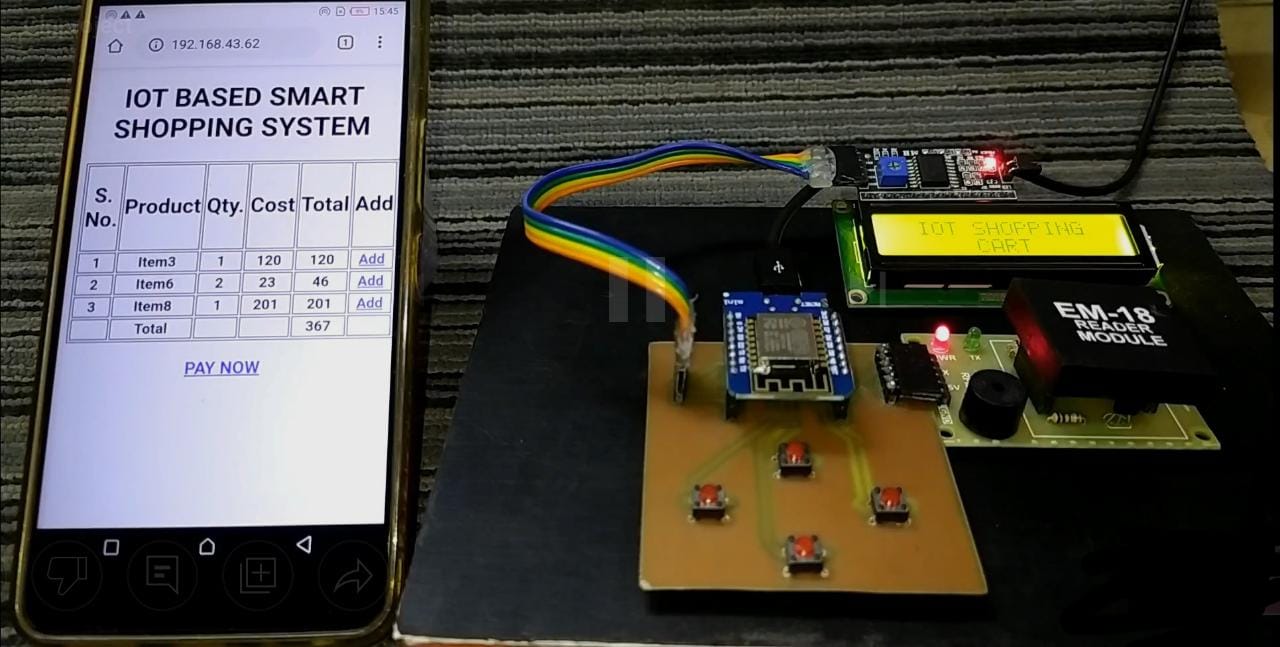 15:45
192.168.43.62
1
IOT BASED SMART
SHOPPING SYSTEM
S. No. Product Qty. Cost Total Add
1 Item3 1 120 120 Add
2 Item6 2 23 46 Add
3 Item8 1 201 201 Add
Total 367
PAY NOW
IOT SHOPPING
CART
EM-18
READER
MODULE
TX